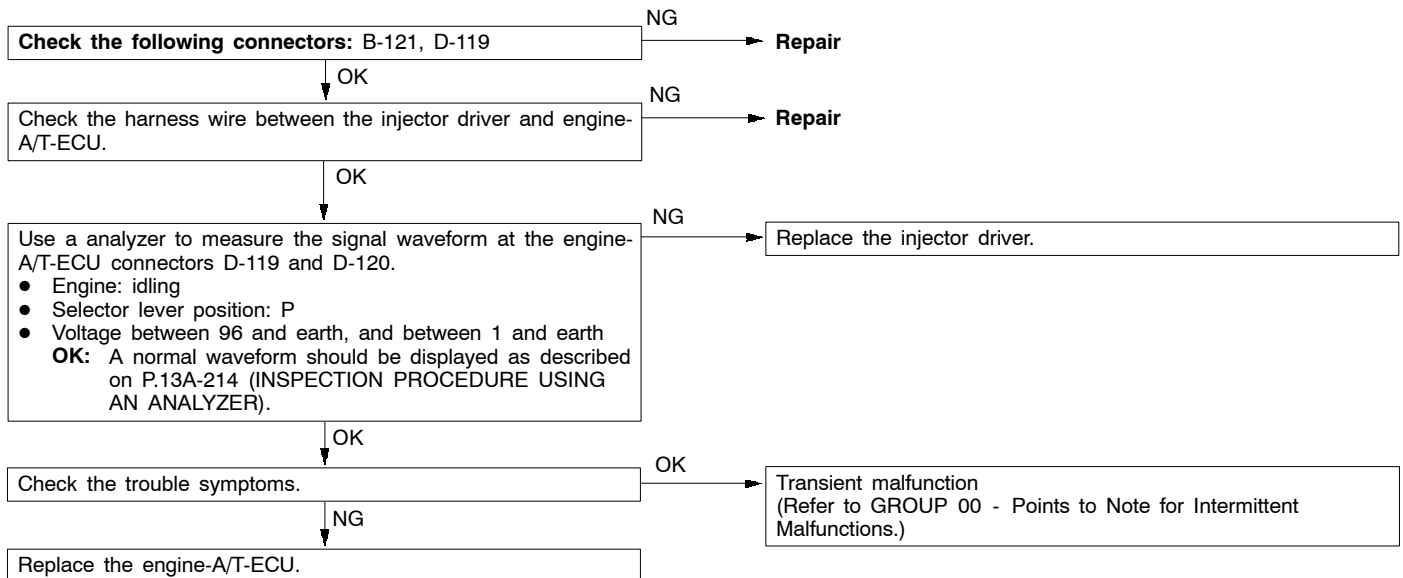 Check the following connectors: B-121, D-119
NG
Repair
OK
Check the harness wire between the injector driver and engine-
A/T-ECU.
NG
Repair
OK
Use a analyzer to measure the signal waveform at the engine-
A/T-ECU connectors D-119 and D-120.
● Engine: idling
● Selector lever position: P
● Voltage between 96 and earth, and between 1 and earth
OK: A normal waveform should be displayed as described
on P.13A-214 (INSPECTION PROCEDURE USING
AN ANALYZER).
NG
Replace the injector driver.
OK
Check the trouble symptoms.
OK
Transient malfunction
(Refer to GROUP 00 - Points to Note for Intermittent
Malfunctions.)
NG
Replace the engine-A/T-ECU.